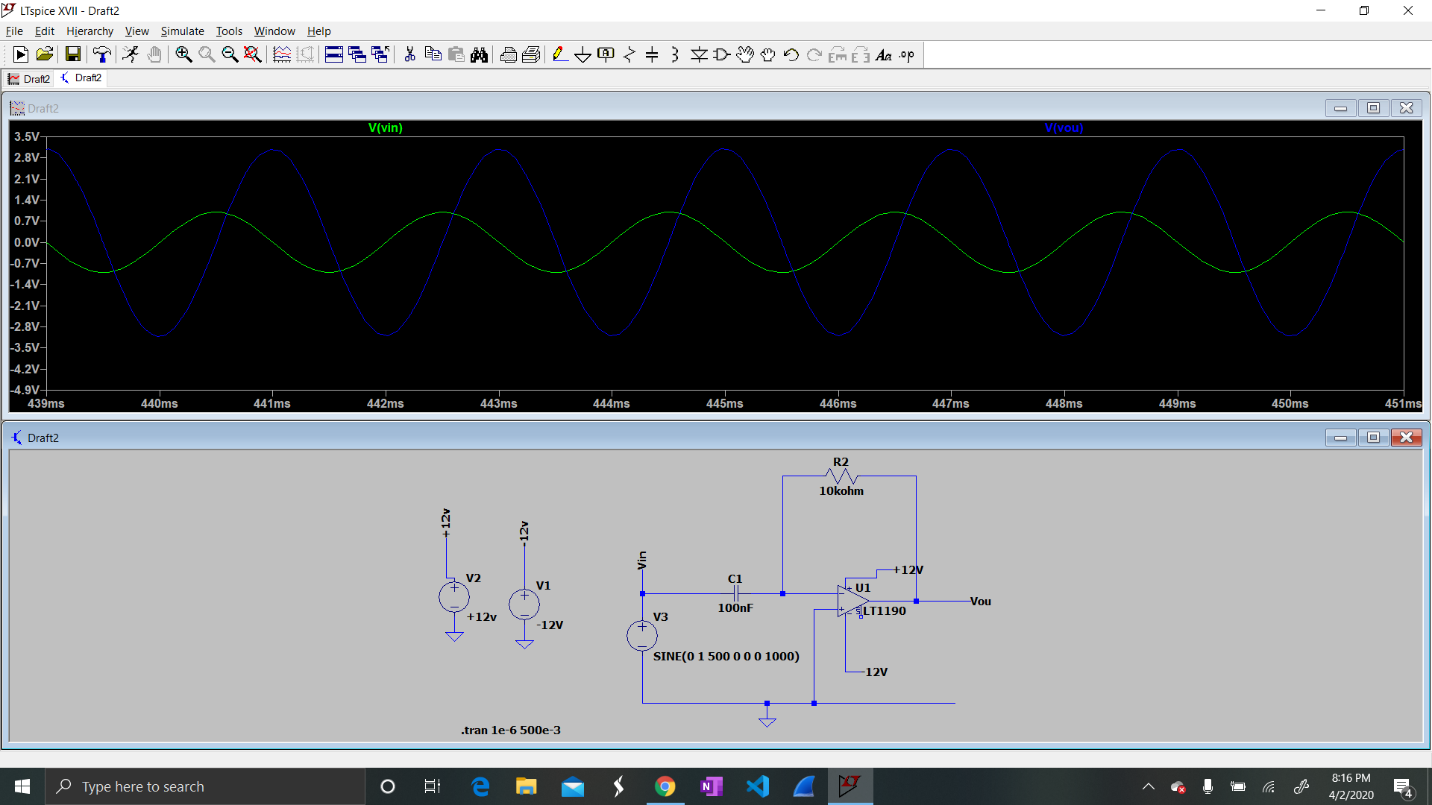 LTspice XVII - Draft2
File Edit Hierarchy View Simulate Tools Window Help
Draft2 Draft2
Draft2
V(vin) V(vou)
3.5V
2.8V
2.1V
1.4V
0.7V
0.0V
-0.7V
-1.4V
-2.1V
-2.8V
-3.5V
-4.2V
-4.9V
439ms 440ms 441ms 442ms 443ms 444ms 445ms 446ms 447ms 448ms 449ms 450ms 451ms
Draft2
R2
10kohm
+12v
-12v
Vin
V2
+12v
V1
-12V
C1
100nF
V3
SINE(0 1 500 0 0 0 1000)
+12V
U1
LT1190
Vou
12V
.tran 1e-6 500e-3
Type here to search
8:16 PM
4/2/2020
4